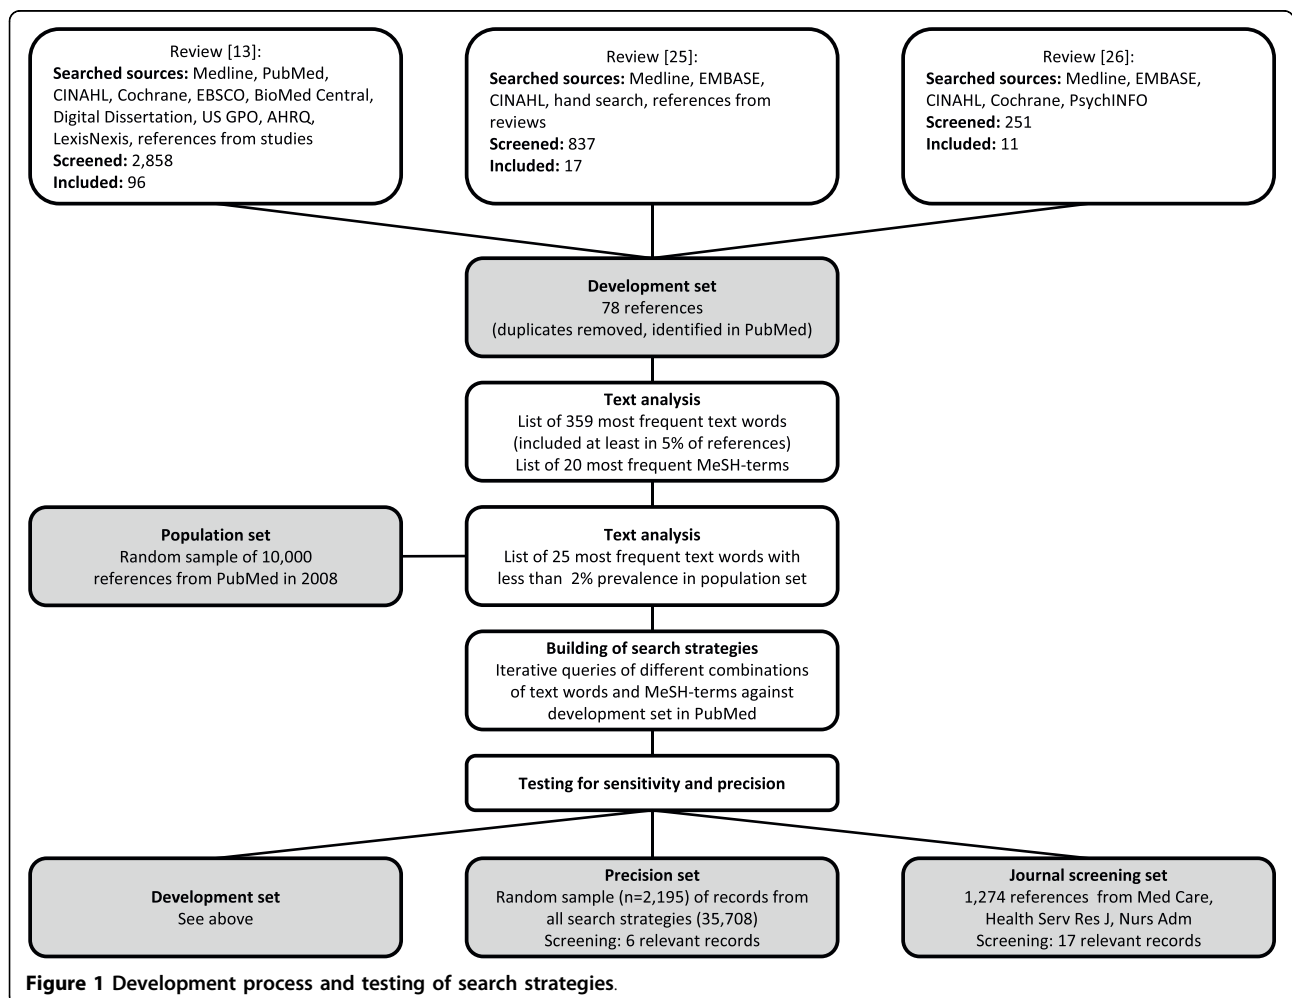 Review [13]:
Searched sources: Medline, PubMed,
CINAHL, Cochrane, EBSCO, BioMed Central,
Digital Dissertation, US GPO, AHRQ,
LexisNexis, references from studies
Screened: 2,858
Included: 96
Review [25]:
Searched sources: Medline, EMBASE,
CINAHL, hand search, references from
reviews
Screened: 837
Included: 17
Review [26]:
Searched sources: Medline, EMBASE,
CINAHL, Cochrane, PsychINFO
Screened: 251
Included: 11
Development set
78 references
(duplicates removed, identified in PubMed)
Text analysis
List of 359 most frequent text words
(included at least in 5% of references)
List of 20 most frequent MeSH-terms
Population set
Random sample of 10,000
references from PubMed in 2008
Text analysis
List of 25 most frequent text words with
less than 2% prevalence in population set
Building of search strategies
Iterative queries of different combinations
of text words and MeSH-terms against
development set in PubMed
Testing for sensitivity and precision
Development set
See above
Precision set
Random sample (n=2,195) of records from
all search strategies (35,708)
Screening: 6 relevant records
Journal screening set
1,274 references from Med Care,
Health Serv Res J, Nurs Adm
Screening: 17 relevant records
Figure 1 Development process and testing of search strategies.